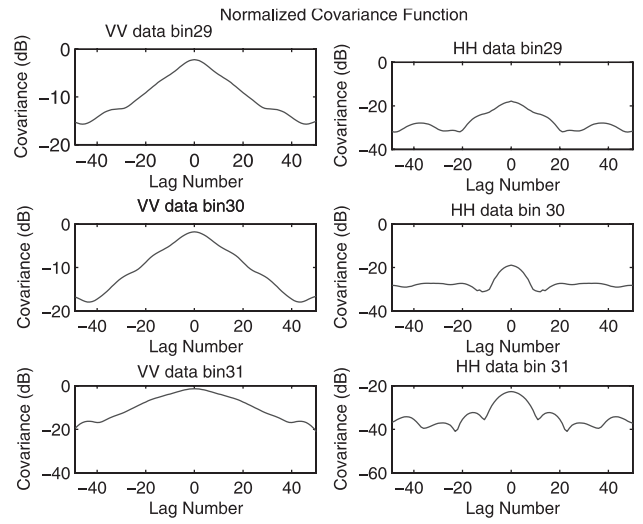 Normalized Covariance Function
VV data bin29
Covariance (dB)
0
−10
−20
−40 −20 0 20 40
Lag Number
HH data bin29
Covariance (dB)
0
−20
−40
−40 −20 0 20 40
Lag Number
VV data bin30
Covariance (dB)
0
−10
−20
−40 −20 0 20 40
Lag Number
HH data bin 30
Covariance (dB)
0
−20
−40
−40 −20 0 20 40
Lag Number
VV data bin31
Covariance (dB)
0
−20
−40
−40 −20 0 20 40
Lag Number
HH data bin 31
Covariance (dB)
−20
−40
−60
−40 −20 0 20 40
Lag Number